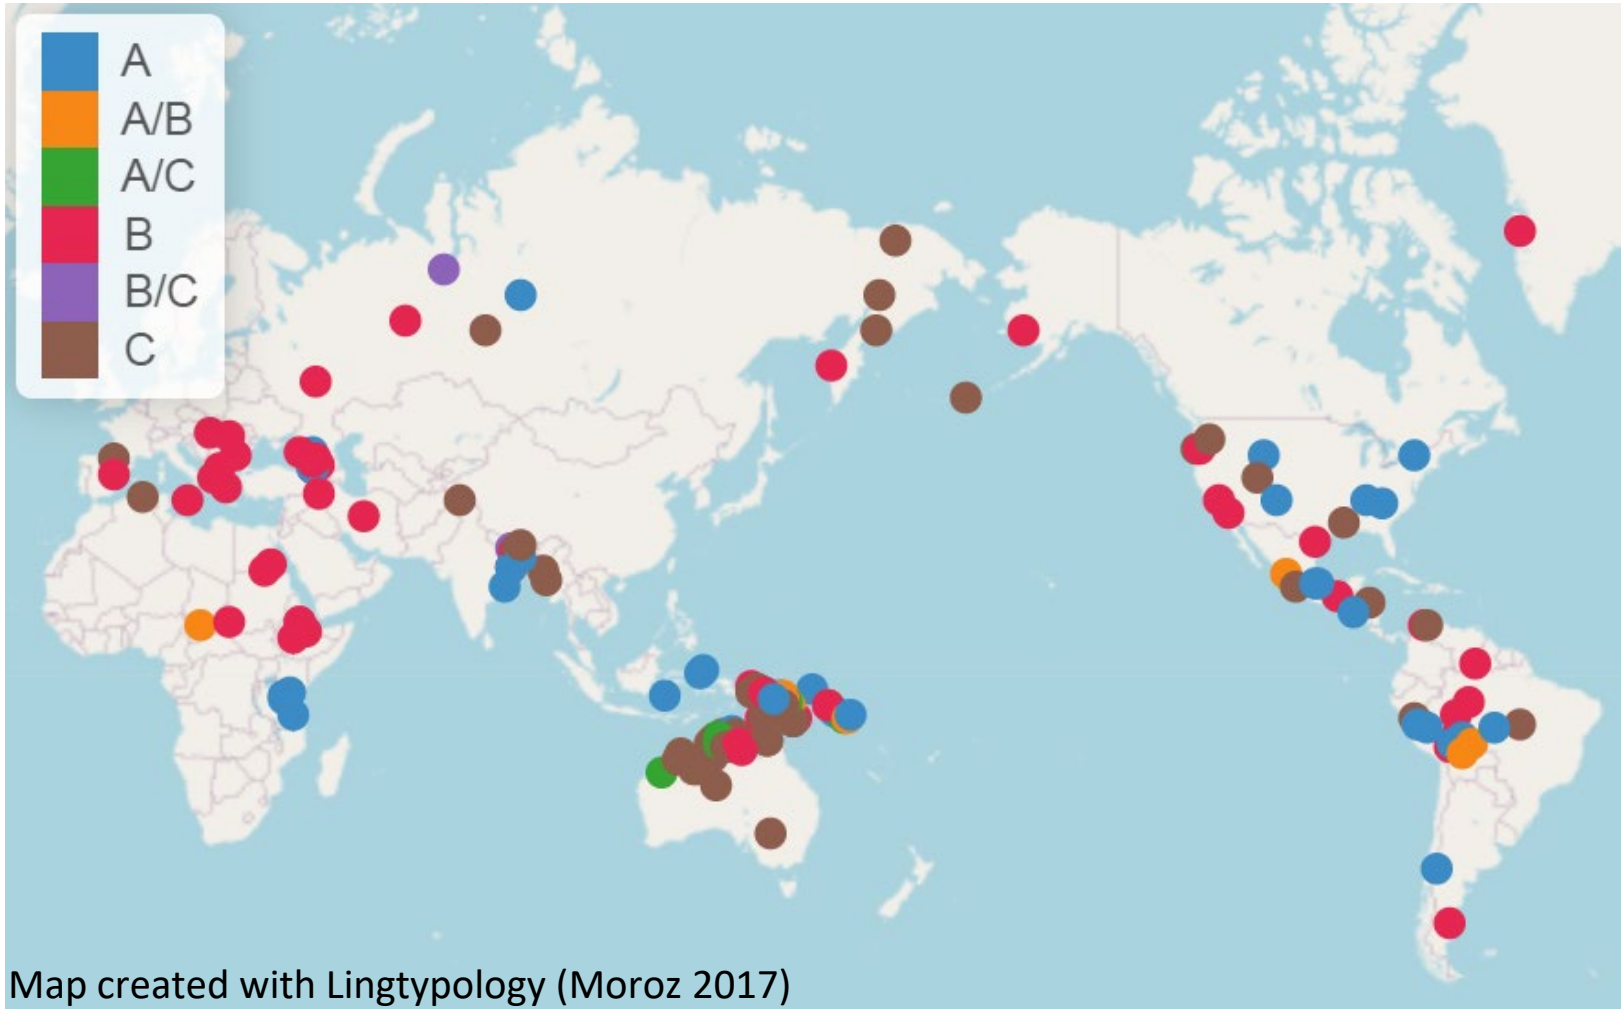 A
A/B
A/C
B
B/C
C
Map created with Lingtypology (Moroz 2017)